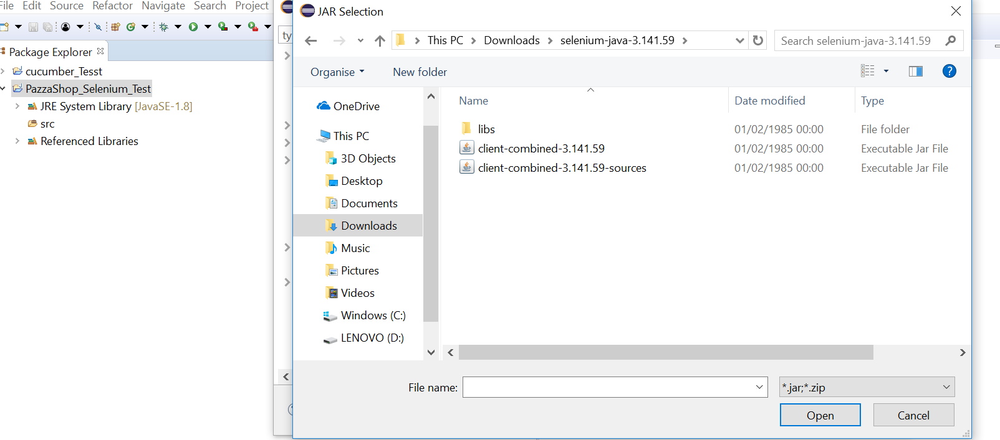 File Edit Source Refactor Navigate Search Project
Package Explorer
cucumber_Tesst
PazzaShop_Selenium_Test
JRE System Library [JavaSE-1.8]
src
Referenced Libraries
ty
JAR Selection
This PC > Downloads > selenium-java-3.141.59 >
Search selenium-java-3.141.59
Organise
New folder
OneDrive
This PC
3D Objects
Desktop
Documents
Downloads
Music
Pictures
Videos
Windows (C:)
LENOVO (D:)
Name Date modified Type
libs 01/02/1985 00:00 File folder
client-combined-3.141.59 01/02/1985 00:00 Executable Jar File
client-combined-3.141.59-sources 01/02/1985 00:00 Executable Jar File
File name:
*.jar;*.zip
Open Cancel